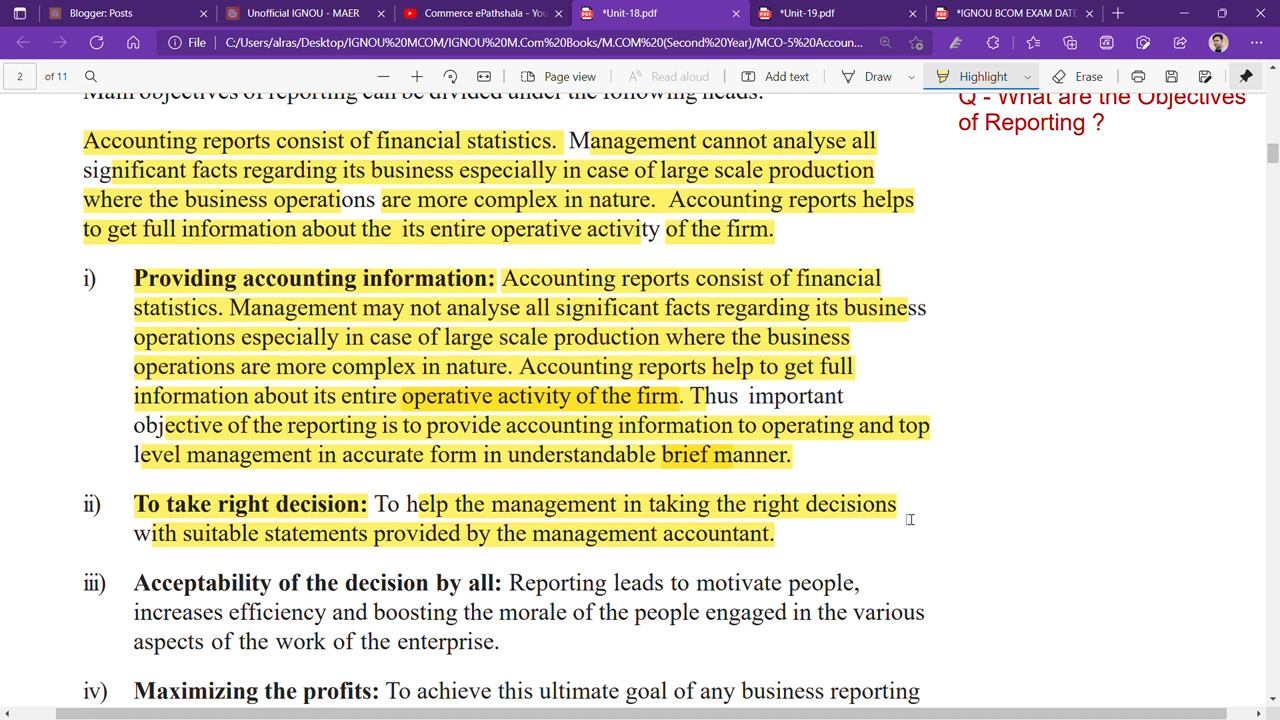 Blogger: Posts
Unofficial IGNOU - MAER
Commerce ePathshala - You
*Unit-18.pdf
*Unit-19.pdf
*IGNOU BCOM EXAM DATE
File
C:/Users/alras/Desktop/IGNOU%20MCOM/IGNOU%20M.Com%20Books/M.COM%20(Second%20Year)/MCO-5%20Accoun...
2 of 11
Page view
Read aloud
Add text
Draw
Highlight
Erase
Main objectives of reporting can be divided under the following heads:
Q - What are the Objectives
of Reporting ?
Accounting reports consist of financial statistics. Management cannot analyse all
significant facts regarding its business especially in case of large scale production
where the business operations are more complex in nature. Accounting reports helps
to get full information about the its entire operative activity of the firm.
i) Providing accounting information: Accounting reports consist of financial
statistics. Management may not analyse all significant facts regarding its business
operations especially in case of large scale production where the business
operations are more complex in nature. Accounting reports help to get full
information about its entire operative activity of the firm. Thus important
objective of the reporting is to provide accounting information to operating and top
level management in accurate form in understandable brief manner.
ii) To take right decision: To help the management in taking the right decisions
with suitable statements provided by the management accountant.
iii) Acceptability of the decision by all: Reporting leads to motivate people,
increases efficiency and boosting the morale of the people engaged in the various
aspects of the work of the enterprise.
iv) Maximizing the profits: To achieve this ultimate goal of any business reporting